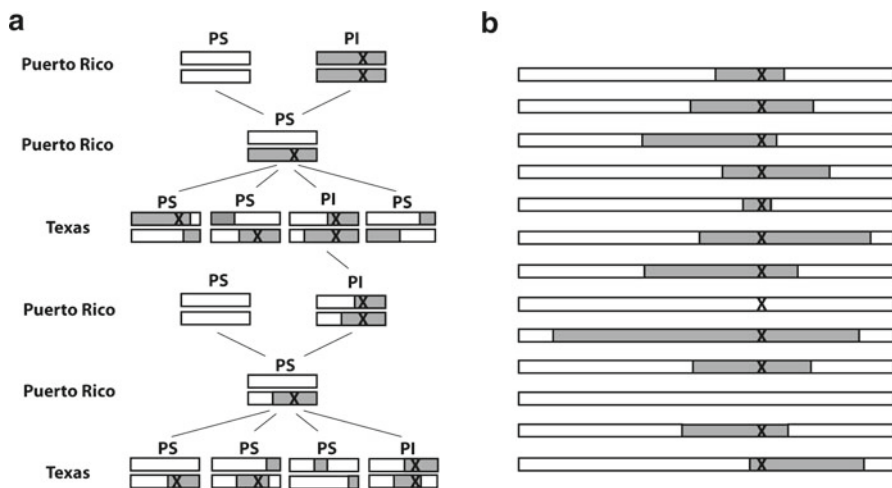 a
b
PS PI
Puerto Rico
X
X
PS
Puerto Rico
X
PS PS PI PS
Texas
X X
X X
PS PI
Puerto Rico
X
X
PS
Puerto Rico
X
PS PS PS PI
Texas
X
X X X
X
X
X
X
X
X
X
X
X
X
X
X